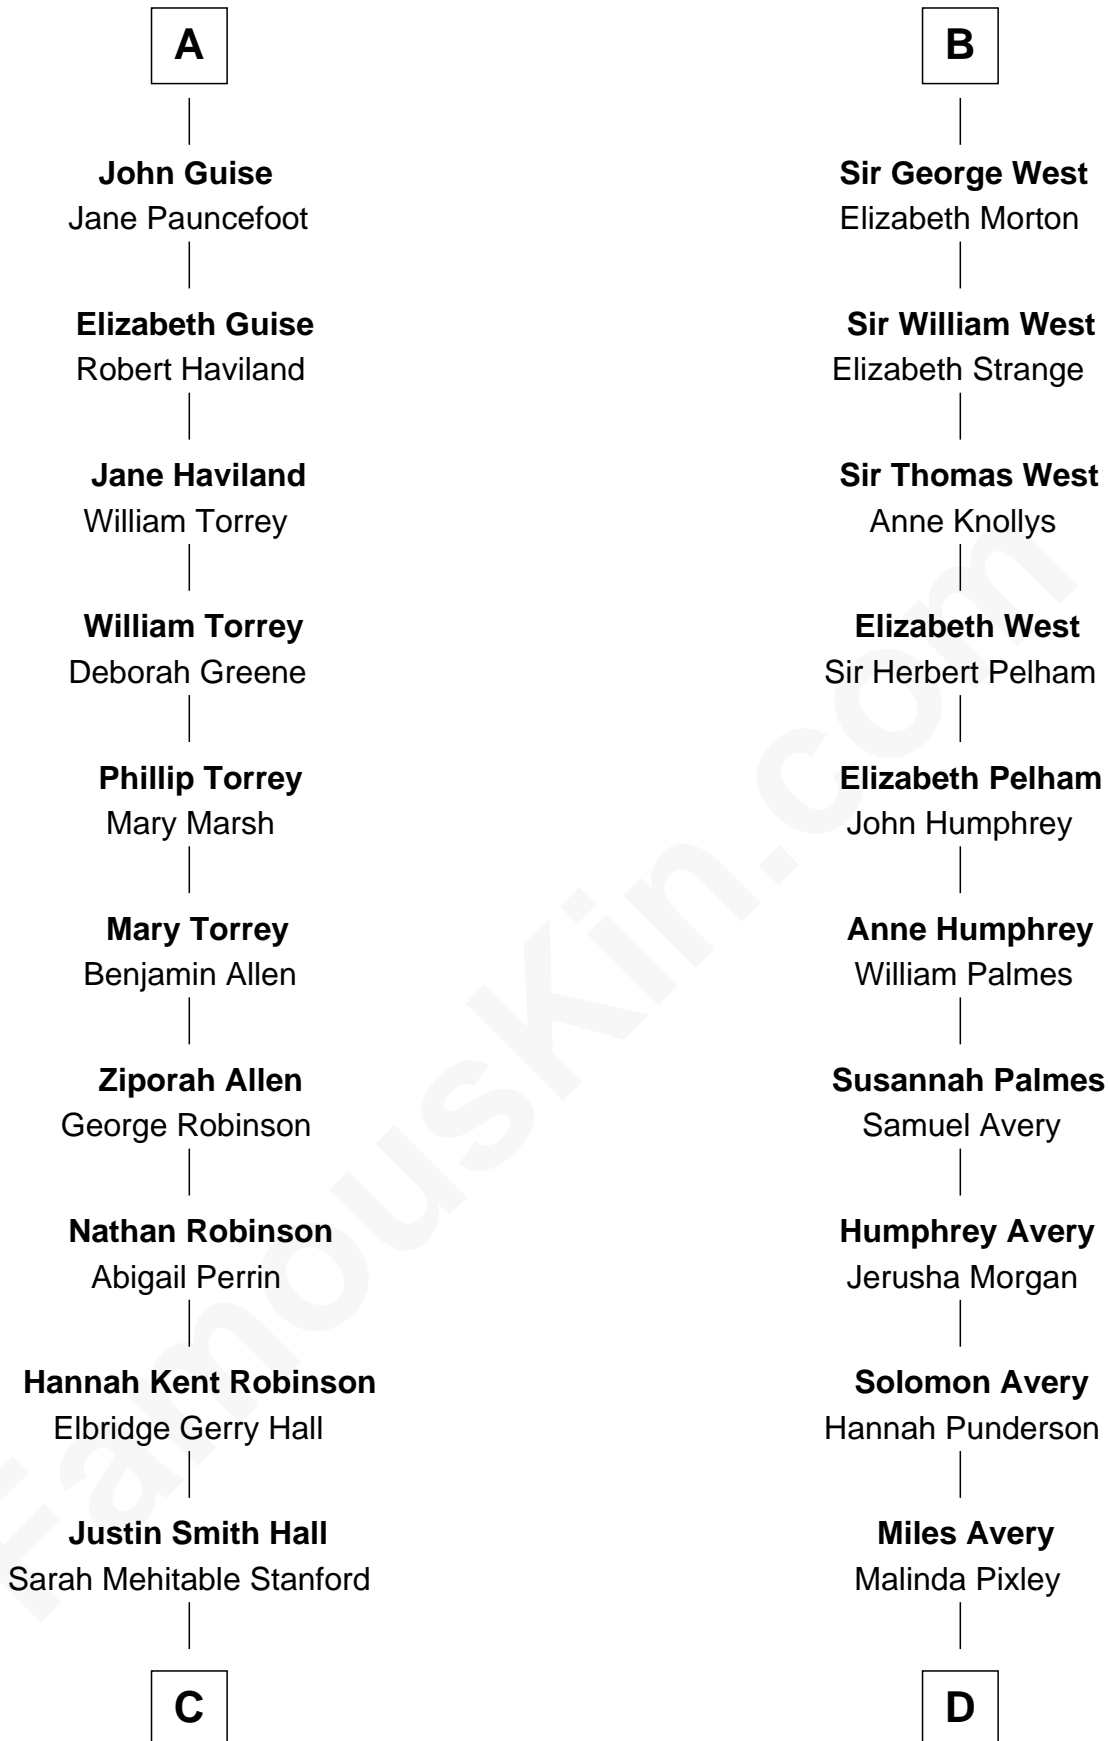 A
John Guise
Jane Pauncefoot
Elizabeth Guise
Robert Haviland
Jane Haviland
William Torrey
William Torrey
Deborah Greene
Phillip Torrey
Mary Marsh
Mary Torrey
Benjamin Allen
Ziporah Allen
George Robinson
Nathan Robinson
Abigail Perrin
Hannah Kent Robinson
Elbridge Gerry Hall
Justin Smith Hall
Sarah Mehitable Stanford
C
B
Sir George West
Elizabeth Morton
Sir William West
Elizabeth Strange
Sir Thomas West
Anne Knollys
Elizabeth West
Sir Herbert Pelham
Elizabeth Pelham
John Humphrey
Anne Humphrey
William Palmes
Susannah Palmes
Samuel Avery
Humphrey Avery
Jerusha Morgan
Solomon Avery
Hannah Punderson
Miles Avery
Malinda Pixley
D
FamousKin.com